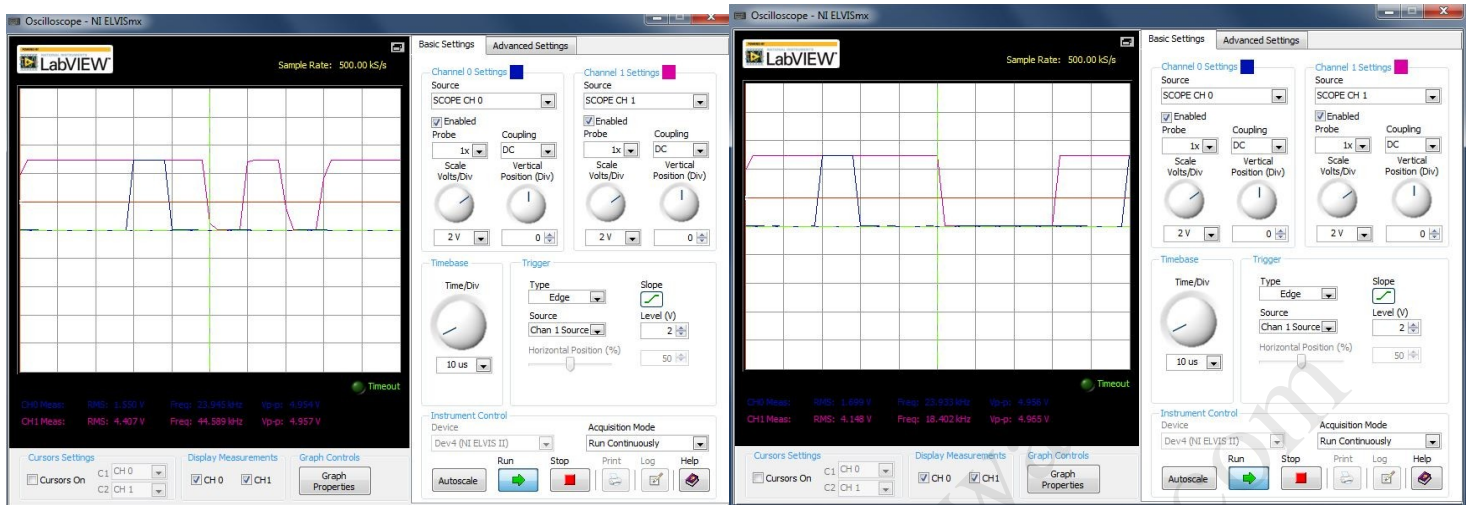 Oscilloscope - NI ELVISmx
LabVIEW
Sample Rate: 500.00 kS/s
Basic Settings
Advanced Settings
Channel 0 Settings
Channel 1 Settings
Source
Source
SCOPE CH 0
SCOPE CH 1
Enabled
Enabled
Probe
Coupling
Probe
Coupling
1x
DC
1x
DC
Scale
Volts/Div
Vertical
Position (Div)
Scale
Volts/Div
Vertical
Position (Div)
2 V
0
2 V
0
Timebase
Trigger
Time/Div
Type
Slope
Edge
Source
Level (V)
Chan 1 Source
2
Horizontal Position (%)
50
10 us
Timeout
CH0 Meas: RMS: 1.550 V Freq: 23.945 kHz Vp-p: 4.954 V
CH1 Meas: RMS: 4.407 V Freq: 44.589 kHz Vp-p: 4.957 V
Instrument Control
Device
Acquisition Mode
Dev4 (NI ELVIS II)
Run Continuously
Cursors Settings
Display Measurements
Graph Controls
Cursors On
C1 CH 0
C2 CH 1
CH 0
CH1
Graph
Properties
Run
Stop
Print
Log
Help
Autoscale
Oscilloscope - NI ELVISmx
LabVIEW
Sample Rate: 500.00 kS/s
Basic Settings
Advanced Settings
Channel 0 Settings
Channel 1 Settings
Source
Source
SCOPE CH 0
SCOPE CH 1
Enabled
Enabled
Probe
Coupling
Probe
Coupling
1x
DC
1x
DC
Scale
Volts/Div
Vertical
Position (Div)
Scale
Volts/Div
Vertical
Position (Div)
2 V
0
2 V
0
Timebase
Trigger
Time/Div
Type
Slope
Edge
Source
Level (V)
Chan 1 Source
2
Horizontal Position (%)
50
10 us
Timeout
CH0 Meas: RMS: 1.699 V Freq: 23.933 kHz Vp-p: 4.956 V
CH1 Meas: RMS: 4.148 V Freq: 18.402 kHz Vp-p: 4.965 V
Instrument Control
Device
Acquisition Mode
Dev4 (NI ELVIS II)
Run Continuously
Cursors Settings
Display Measurements
Graph Controls
Cursors On
C1 CH 0
C2 CH 1
CH 0
CH1
Graph
Properties
Run
Stop
Print
Log
Help
Autoscale